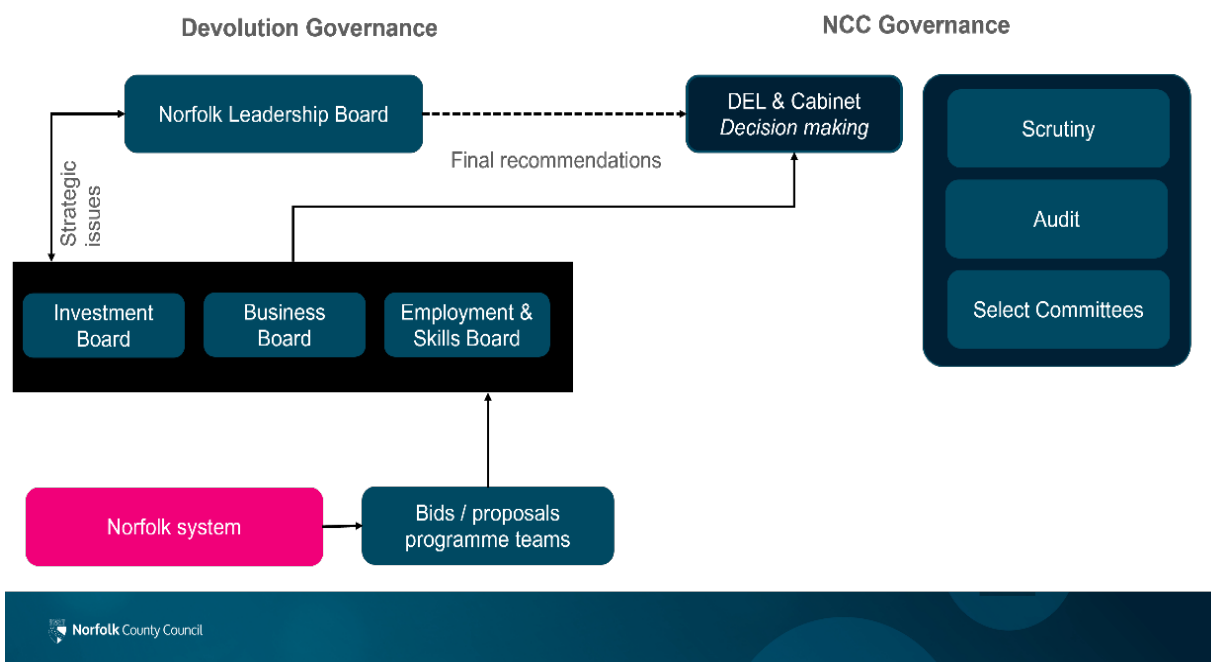 Devolution Governance
NCC Governance
Norfolk Leadership Board
DEL & Cabinet
Decision making
Final recommendations
Strategic
issues
Scrutiny
Audit
Select Committees
Investment
Board
Business
Board
Employment &
Skills Board
Norfolk system
Bids / proposals
programme teams
Norfolk County Council